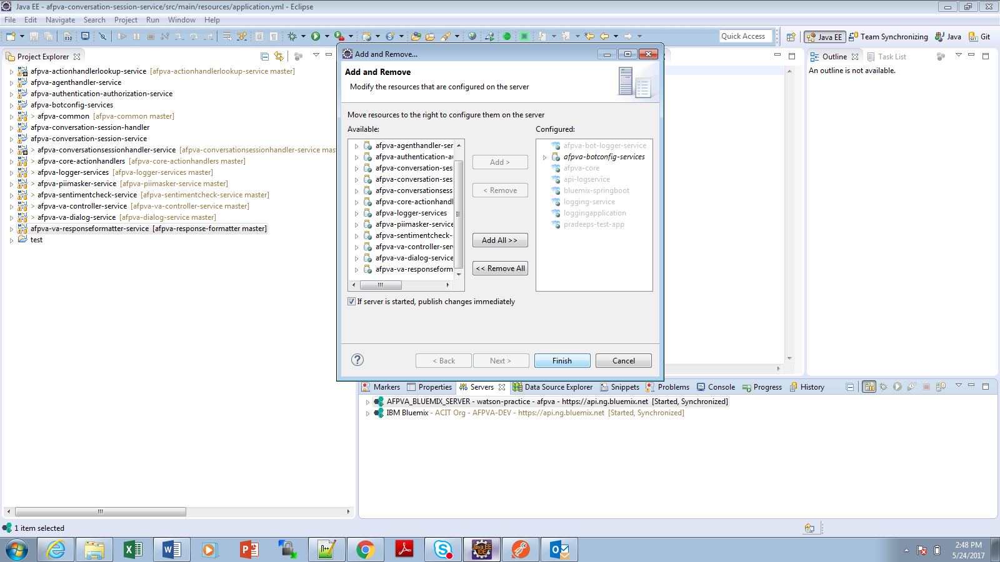 Java EE - afpva-conversation-session-service/src/main/resources/application.yml - Eclipse
File Edit Navigate Search Project Run Window Help
Quick Access
Java EE
Team Synchronizing
Java
Git
Project Explorer
afpva-actionhandlerlookup-service [afpva-actionhandlerlookup-service master]
afpva-agenthandler-service
afpva-authentication-authorization-service
afpva-botconfig-services
> afpva-common [afpva-common master]
afpva-conversation-session-handler
afpva-conversation-session-service
> afpva-conversationsessionhandler-service [afpva-conversationsessionhandler-service mas
> afpva-core-actionhandlers [afpva-core-actionhandlers master]
> afpva-logger-services [afpva-logger-services master]
> afpva-piimasker-service [afpva-piimasker-service master]
> afpva-sentimentcheck-service [afpva-sentimentcheck-service master]
> afpva-va-controller-service [afpva-va-controller-service master]
> afpva-va-dialog-service [afpva-dialog-service master]
afpva-va-responseformatter-service [afpva-response-formatter master]
test
Add and Remove...
Add and Remove
Modify the resources that are configured on the server
Move resources to the right to configure them on the server
Available:
afpva-agenthandler-ser
afpva-authentication-au
afpva-conversation-ses
afpva-conversation-ses
afpva-conversationsess
afpva-core-actionhandl
afpva-logger-services
afpva-piimasker-service
afpva-sentimentcheck-
afpva-va-controller-ser
afpva-va-dialog-service
afpva-va-responseform
Add >
< Remove
Add All >>
<< Remove All
Configured:
afpva-bot-logger-service
afpva-botconfig-services
afpva-core
api-logservice
bluemix-springboot
logging-service
loggingapplication
pradeeps-test-app
If server is started, publish changes immediately
?
< Back
Next >
Finish
Cancel
Outline
Task List
An outline is not available.
Markers
Properties
Servers
Data Source Explorer
Snippets
Problems
Console
Progress
History
AFPVA_BLUEMIX_SERVER - watson-practice - afpva - https://api.ng.bluemix.net [Started, Synchronized]
IBM Bluemix - ACIT Org - AFPVA-DEV - https://api.ng.bluemix.net [Started, Synchronized]
1 item selected
Java EE
IDE
2:48 PM
5/24/2017